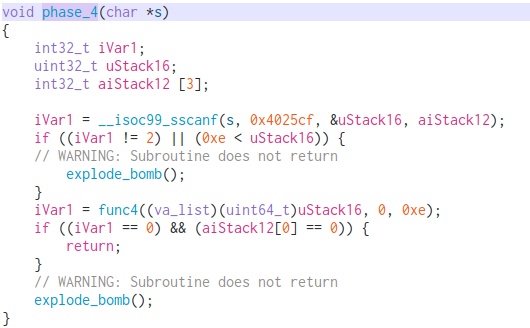 void phase_4(char *s)
{
    int32_t iVar1;
    uint32_t uStack16;
    int32_t aiStack12 [3];
    iVar1 = __isoc99_sscanf(s, 0x4025cf, &uStack16, aiStack12);
    if ((iVar1 != 2) || (0xe < uStack16)) {
    // WARNING: Subroutine does not return
        explode_bomb();
    }
    iVar1 = func4((va_list)(uint64_t)uStack16, 0, 0xe);
    if ((iVar1 == 0) && (aiStack12[0] == 0)) {
        return;
    }
    // WARNING: Subroutine does not return
    explode_bomb();
}